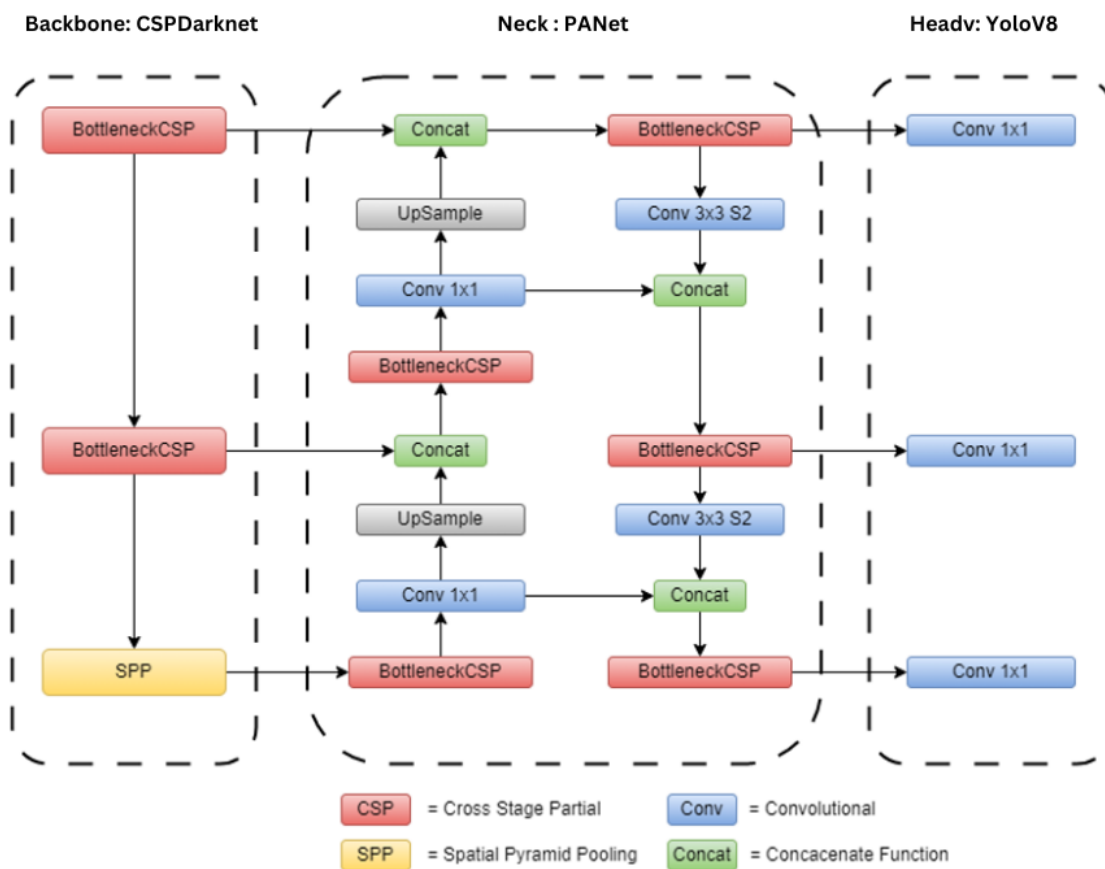 Backbone: CSPDarknet
Neck : PANet
Headv: YoloV8
BottleneckCSP
Concat
BottleneckCSP
Conv 1x1
UpSample
Conv 3x3 S2
Conv 1x1
Concat
BottleneckCSP
BottleneckCSP
Concat
BottleneckCSP
Conv 1x1
UpSample
Conv 3x3 S2
Conv 1x1
Concat
SPP
BottleneckCSP
BottleneckCSP
Conv 1x1
CSP = Cross Stage Partial
Conv = Convolutional
SPP = Spatial Pyramid Pooling
Concat = Concacenate Function